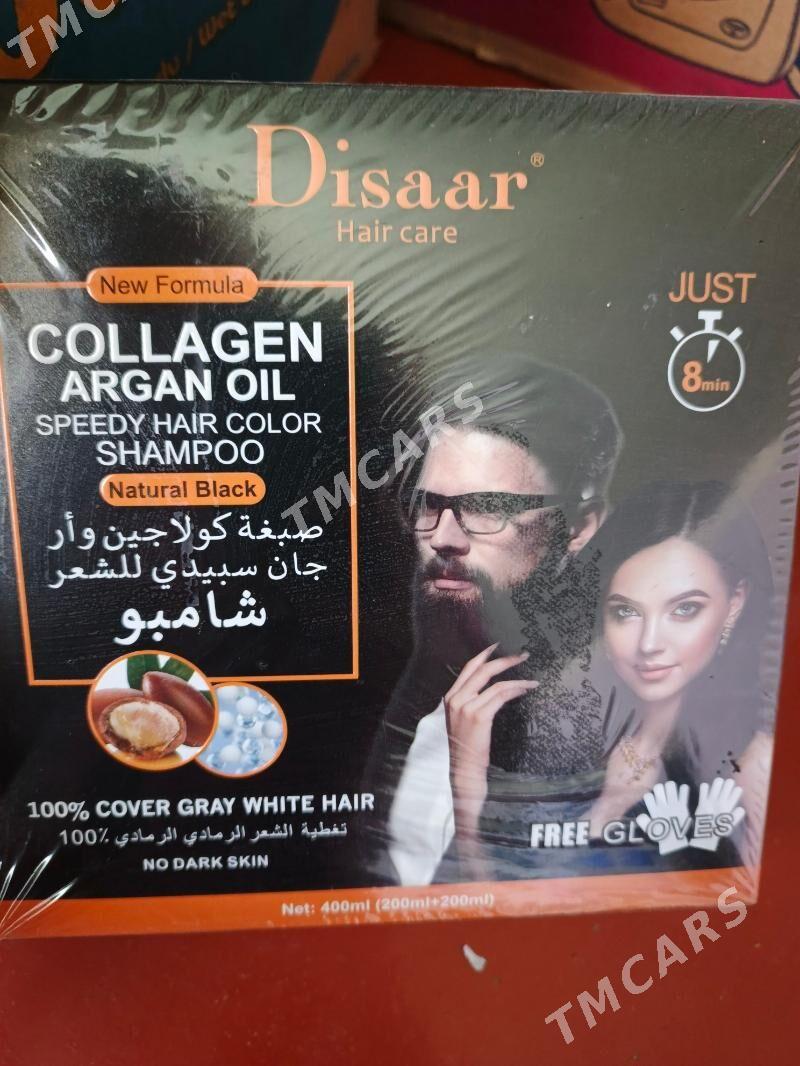 TMCARS
Disaar®
Hair care
New Formula
COLLAGEN
ARGAN OIL
SPEEDY HAIR COLOR
SHAMPOO
Natural Black
صبغة كولاجين وأر
جان سبيدي للشعر
شامبو
JUST
8min
TMCARS
100% COVER GRAY WHITE HAIR
تغطية الشعر الرمادي الرمادي 100٪
NO DARK SKIN
FREE GLOVES
Net: 400ml (200ml+200ml)
TMCARS